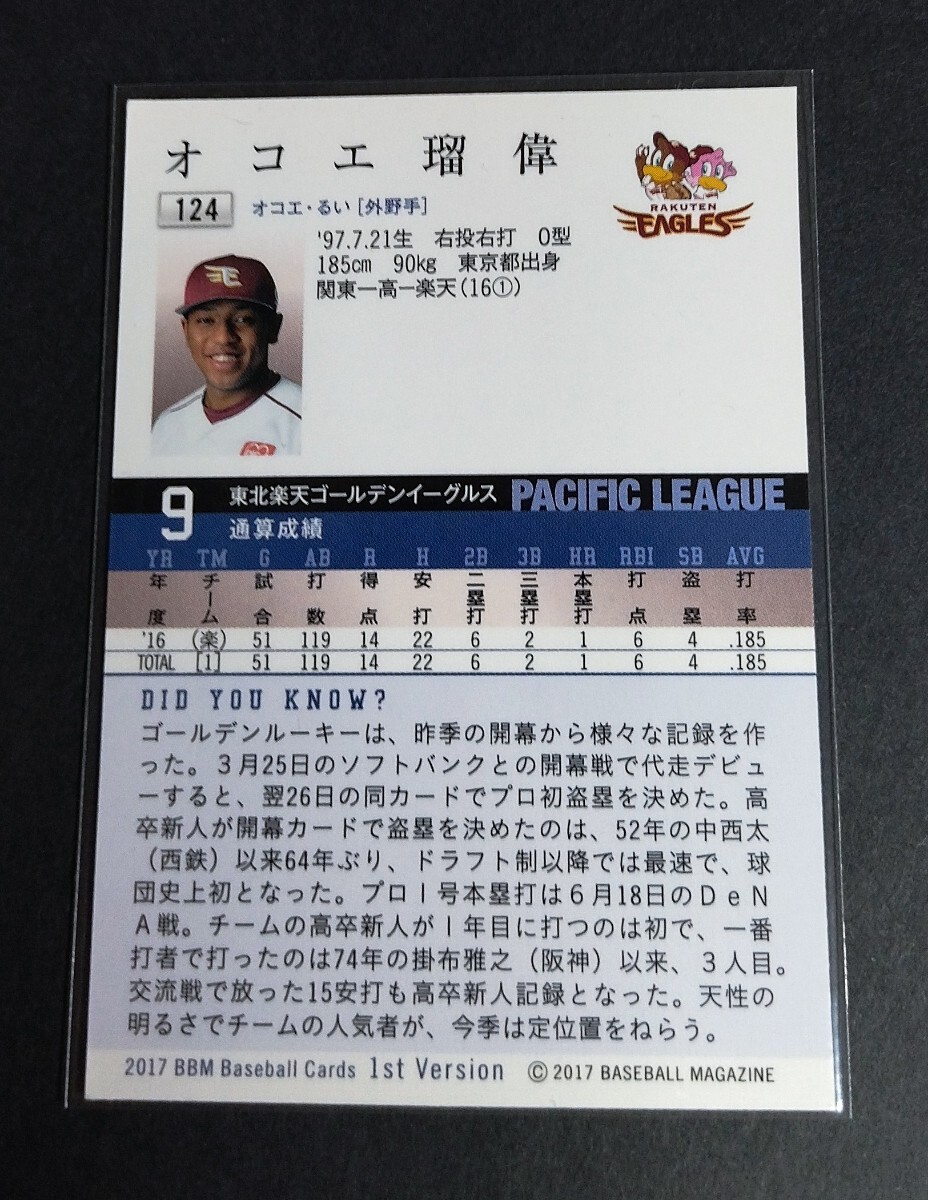 オコエ瑠偉
RAKUTEN
EAGLES
124
オコエ・るい [外野手]
'97.7.21生 右投右打 O型
185cm 90kg 東京都出身
関東一高ー楽天(16①)
9
東北楽天ゴールデンイーグルス
PACIFIC LEAGUE
通算成績
YR TM G AB R H 2B 3B HR RBI SB AVG
年度 チーム 試合 打数 得点 安打 二塁打 三塁打 本塁打 打点 盗塁 打率
'16 (楽) 51 119 14 22 6 2 1 6 4 .185
TOTAL [1] 51 119 14 22 6 2 1 6 4 .185
DID YOU KNOW?
ゴールデンルーキーは、昨季の開幕から様々な記録を作
った。3月25日のソフトバンクとの開幕戦で代走デビュ
ーすると、翌26日の同カードでプロ初盗塁を決めた。高
卒新人が開幕カードで盗塁を決めたのは、52年の中西太
(西鉄)以来64年ぶり、ドラフト制以降では最速で、球
団史上初となった。プロ1号本塁打は6月18日のDeN
A戦。チームの高卒新人が1年目に打つのは初で、一番
打者で打ったのは74年の掛布雅之(阪神)以来、3人目。
交流戦で放った15安打も高卒新人記録となった。天性の
明るさでチームの人気者が、今季は定位置をねらう。
2017 BBM Baseball Cards 1st Version © 2017 BASEBALL MAGAZINE